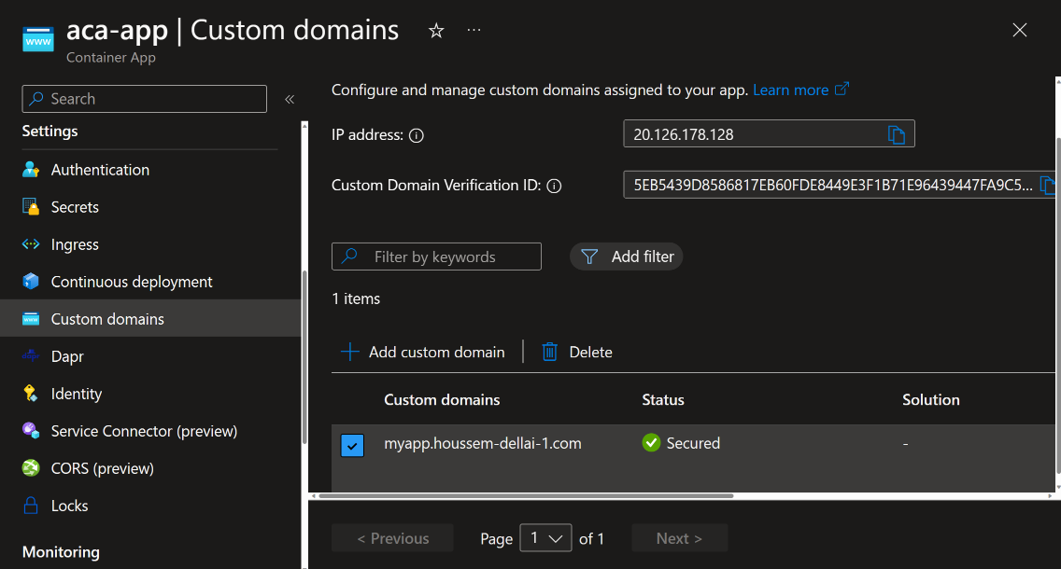 aca-app | Custom domains
Container App
Search
Settings
Authentication
Secrets
Ingress
Continuous deployment
Custom domains
Dapr
Identity
Service Connector (preview)
CORS (preview)
Locks
Monitoring
Configure and manage custom domains assigned to your app. Learn more
IP address:
20.126.178.128
Custom Domain Verification ID:
5EB5439D8586817EB60FDE8449E3F1B71E96439447FA9C5...
Filter by keywords
Add filter
1 items
Add custom domain
Delete
Custom domains Status Solution
myapp.houssem-dellai-1.com Secured -
< Previous Page 1 of 1 Next >